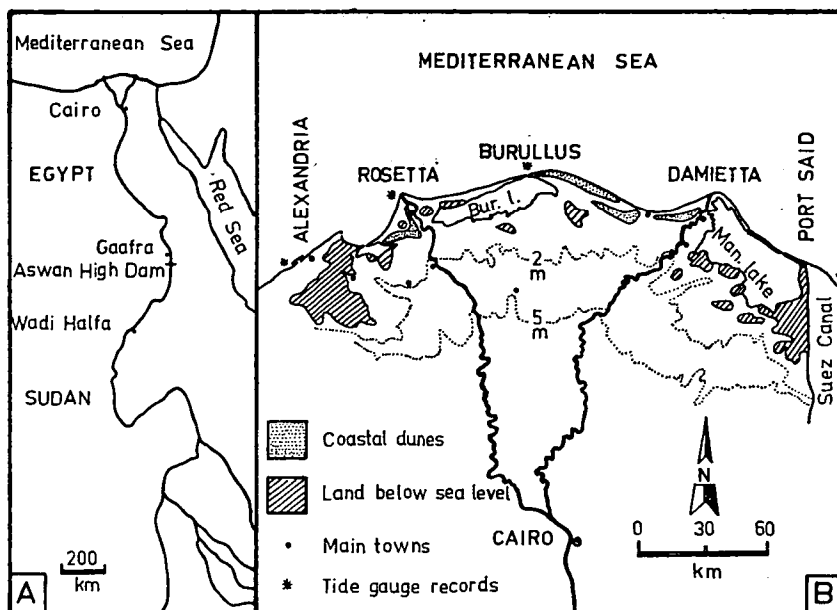 Mediterranean Sea
Cairo
EGYPT
Red Sea
Gaafra
Aswan High Dam
Wadi Halfa
SUDAN
200
km
A
MEDITERRANEAN SEA
ALEXANDRIA
ROSETTA
BURULLUS
DAMIETTA
PORT SAID
Bur. l.
Man. lake
2
m
5
m
Suez Canal
Coastal dunes
Land below sea level
Main towns
Tide gauge records
CAIRO
N
0 30 60
km
B